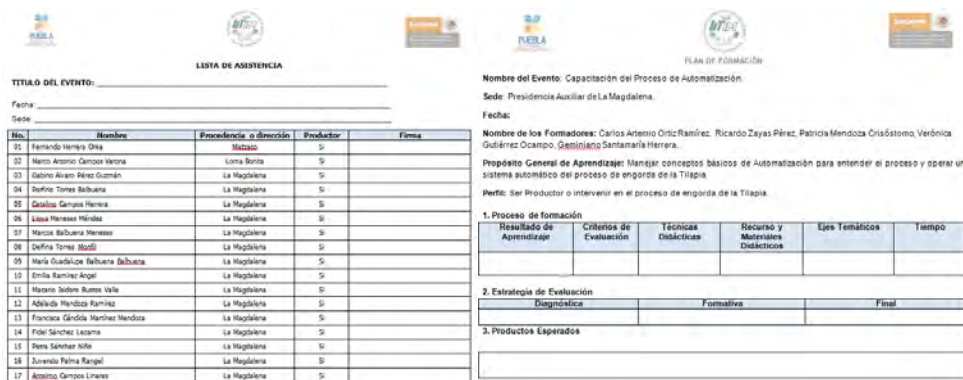 PUEBLA
LISTA DE ASISTENCIA
TITULO DEL EVENTO:
Fecha:
Sede:
No. Nombre Procedencia o dirección Productor Firma
01 Fernando Herrera Orea Matzaco Si
02 Marco Antonio Campos Varona Loma Bonita Si
03 Gabino Alvaro Pérez Guzmán La Magdalena Si
04 Porfirio Torres Balbuena La Magdalena Si
05 Catalino Campos Herrera La Magdalena Si
06 Meneses Méndez La Magdalena Si
07 Marcos Balbuena Meneses La Magdalena Si
08 Delfina Torres Monfil La Magdalena Si
09 María Guadalupe Balbuena Balbuena La Magdalena Si
10 Emilia Ramírez Angel La Magdalena Si
11 Macario Isidoro Bustos Valle La Magdalena Si
12 Adelaida Mendoza Ramírez La Magdalena Si
13 Francisca Cándida Martínez Mendoza La Magdalena Si
14 Fidel Sánchez Lezama La Magdalena Si
15 Petra Sánchez Niño La Magdalena Si
16 Juvencio Palma Rangel La Magdalena Si
17 Anselmo Campos Linares La Magdalena Si
PUEBLA
PLAN DE FORMACIÓN
Nombre del Evento: Capacitación del Proceso de Automatización.
Sede: Presidencia Auxiliar de La Magdalena.
Fecha:
Nombre de los Formadores: Carlos Artemio Ortiz Ramírez, Ricardo Zayas Pérez, Patricia Mendoza Crisóstomo, Verónica
Gutiérrez Ocampo, Geminiano Santamaría Herrera.
Propósito General de Aprendizaje: Manejar conceptos básicos de Automatización para entender el proceso y operar un
sistema automático del proceso de engorda de la Tilapia.
Perfil: Ser Productor o intervenir en el proceso de engorda de la Tilapia.
1. Proceso de formación
Resultado de Aprendizaje Criterios de Evaluación Técnicas Didácticas Recurso y Materiales Didácticos Ejes Temáticos Tiempo
2. Estrategia de Evaluación
Diagnóstica Formativa Final
3. Productos Esperados